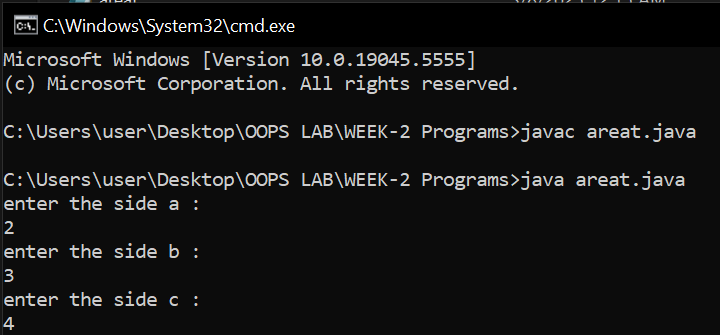 C:\Windows\System32\cmd.exe
Microsoft Windows [Version 10.0.19045.5555]
(c) Microsoft Corporation. All rights reserved.
C:\Users\user\Desktop\OOPS LAB\WEEK-2 Programs>javac areat.java
C:\Users\user\Desktop\OOPS LAB\WEEK-2 Programs>java areat.java
enter the side a :
2
enter the side b :
3
enter the side c :
4